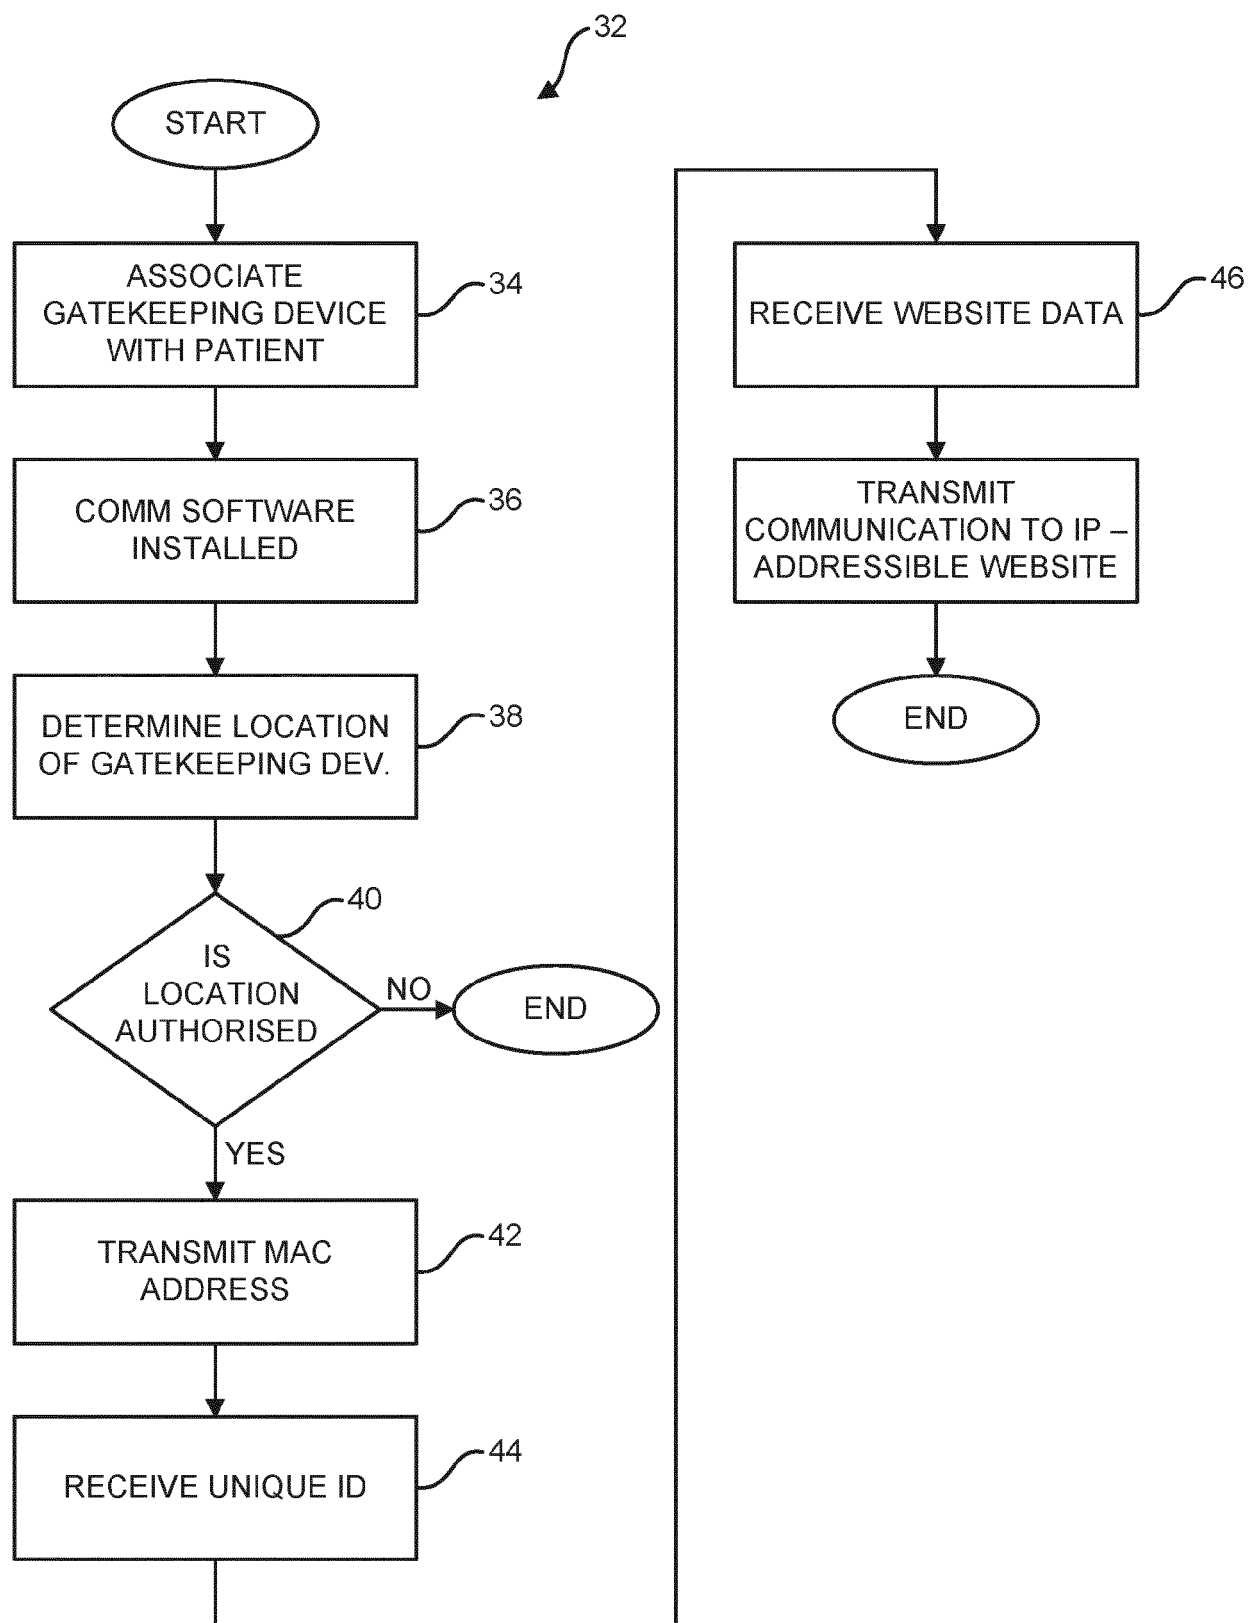 32
START
ASSOCIATE
GATEKEEPING DEVICE
WITH PATIENT
34
COMM SOFTWARE
INSTALLED
36
DETERMINE LOCATION
OF GATEKEEPING DEV.
38
IS
LOCATION
AUTHORISED
40
NO
END
YES
TRANSMIT MAC
ADDRESS
42
RECEIVE UNIQUE ID
44
RECEIVE WEBSITE DATA
46
TRANSMIT
COMMUNICATION TO IP –
ADDRESSIBLE WEBSITE
END